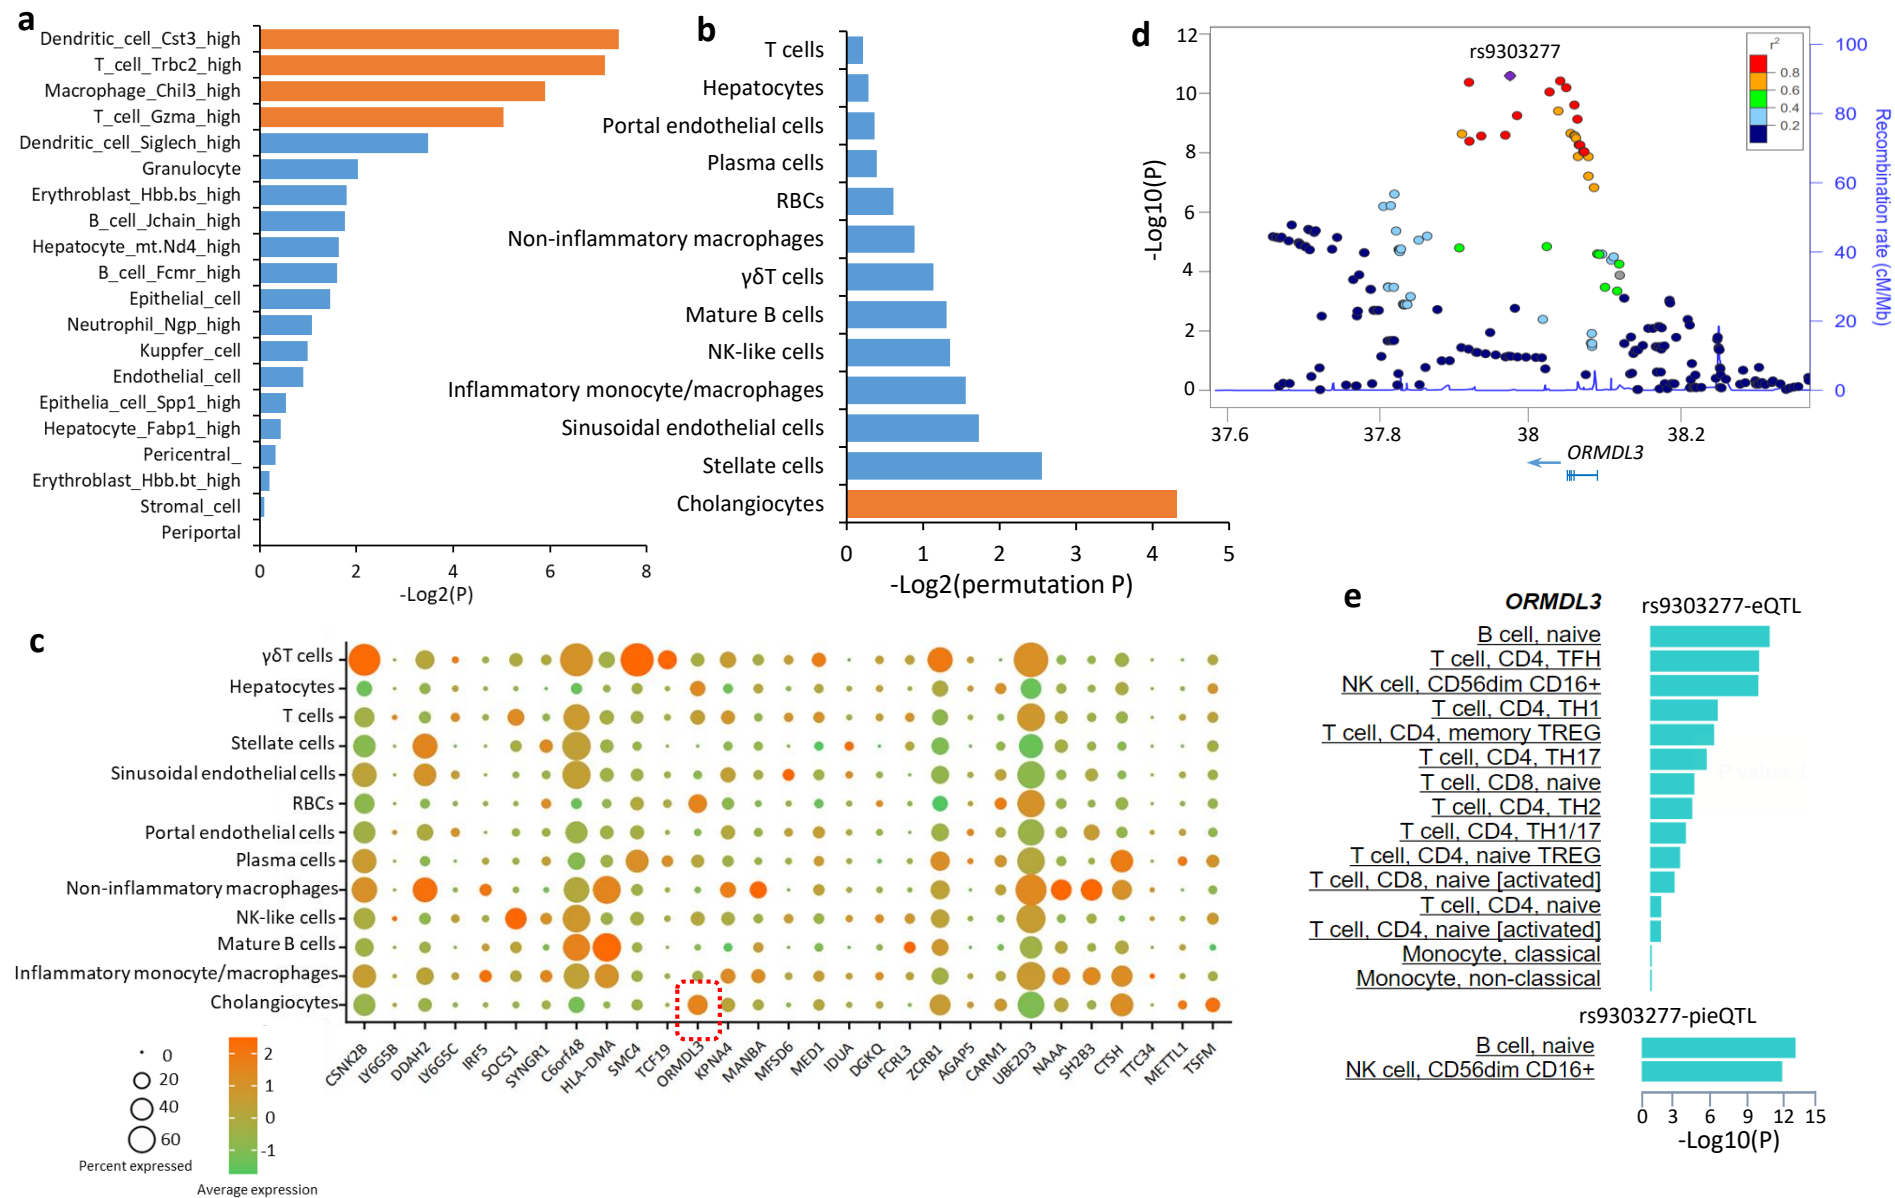 a
Dendritic_cell_Cst3_high
T_cell_Trbc2_high
Macrophage_Chil3_high
T_cell_Gzma_high
Dendritic_cell_Siglech_high
Granulocyte
Erythroblast_Hbb.bs_high
B_cell_Jchain_high
Hepatocyte_mt.Nd4_high
B_cell_Fcmr_high
Epithelial_cell
Neutrophil_Ngp_high
Kuppfer_cell
Endothelial_cell
Epithelia_cell_Spp1_high
Hepatocyte_Fabp1_high
Pericentral_
Erythroblast_Hbb.bt_high
Stromal_cell
Periportal
0 2 4 6 8
-Log2(P)
b
T cells
Hepatocytes
Portal endothelial cells
Plasma cells
RBCs
Non-inflammatory macrophages
γδT cells
Mature B cells
NK-like cells
Inflammatory monocyte/macrophages
Sinusoidal endothelial cells
Stellate cells
Cholangiocytes
0 1 2 3 4 5
-Log2(permutation P)
d
rs9303277
r²
0.8
0.6
0.4
0.2
12
10
8
6
4
2
0
-Log10(P)
100
80
60
40
20
0
Recombination rate (cM/Mb)
37.6 37.8 38 38.2
ORMDL3
c
γδT cells
Hepatocytes
T cells
Stellate cells
Sinusoidal endothelial cells
RBCs
Portal endothelial cells
Plasma cells
Non-inflammatory macrophages
NK-like cells
Mature B cells
Inflammatory monocyte/macrophages
Cholangiocytes
CSNK2B LY6G5B DDAH2 LY6G5C IRF5 SOCS1 SYNGR1 C6orf48 HLA−DMA SMC4 TCF19 ORMDL3 KPNA4 MANBA MFSD6 MED1 IDUA DGKQ FCRL3 ZCRB1 AGAP5 CARM1 UBE2D3 NAAA SH2B3 CTSH TTC34 METTL1 TSFM
0
20
40
60
Percent expressed
2
1
0
-1
Average expression
e
ORMDL3 rs9303277-eQTL
B cell, naive
T cell, CD4, TFH
NK cell, CD56dim CD16+
T cell, CD4, TH1
T cell, CD4, memory TREG
T cell, CD4, TH17
T cell, CD8, naive
T cell, CD4, TH2
T cell, CD4, TH1/17
T cell, CD4, naive TREG
T cell, CD8, naive [activated]
T cell, CD4, naive
T cell, CD4, naive [activated]
Monocyte, classical
Monocyte, non-classical
rs9303277-pieQTL
B cell, naive
NK cell, CD56dim CD16+
0 3 6 9 12 15
-Log10(P)